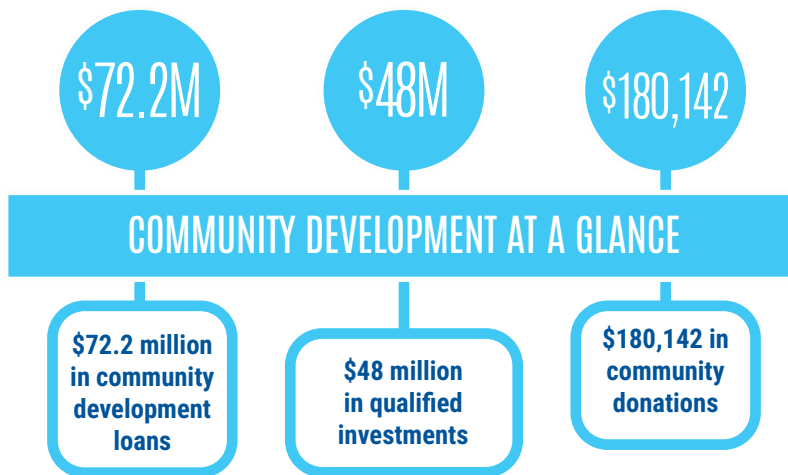 $72.2M
$48M
$180,142
COMMUNITY DEVELOPMENT AT A GLANCE
$72.2 million
in community
development
loans
$48 million
in qualified
investments
$180,142 in
community
donations